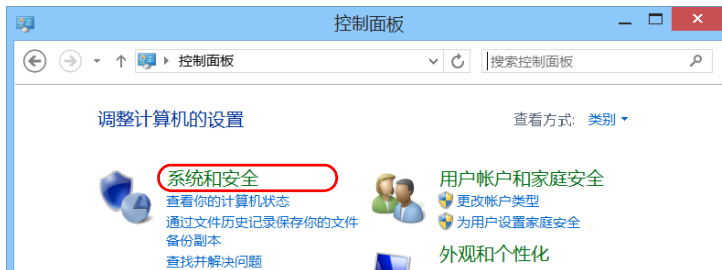 控制面板
控制面板
搜索控制面板
调整计算机的设置
查看方式: 类别
系统和安全
查看你的计算机状态
通过文件历史记录保存你的文件
备份副本
查找并解决问题
用户帐户和家庭安全
更改帐户类型
为用户设置家庭安全
外观和个性化